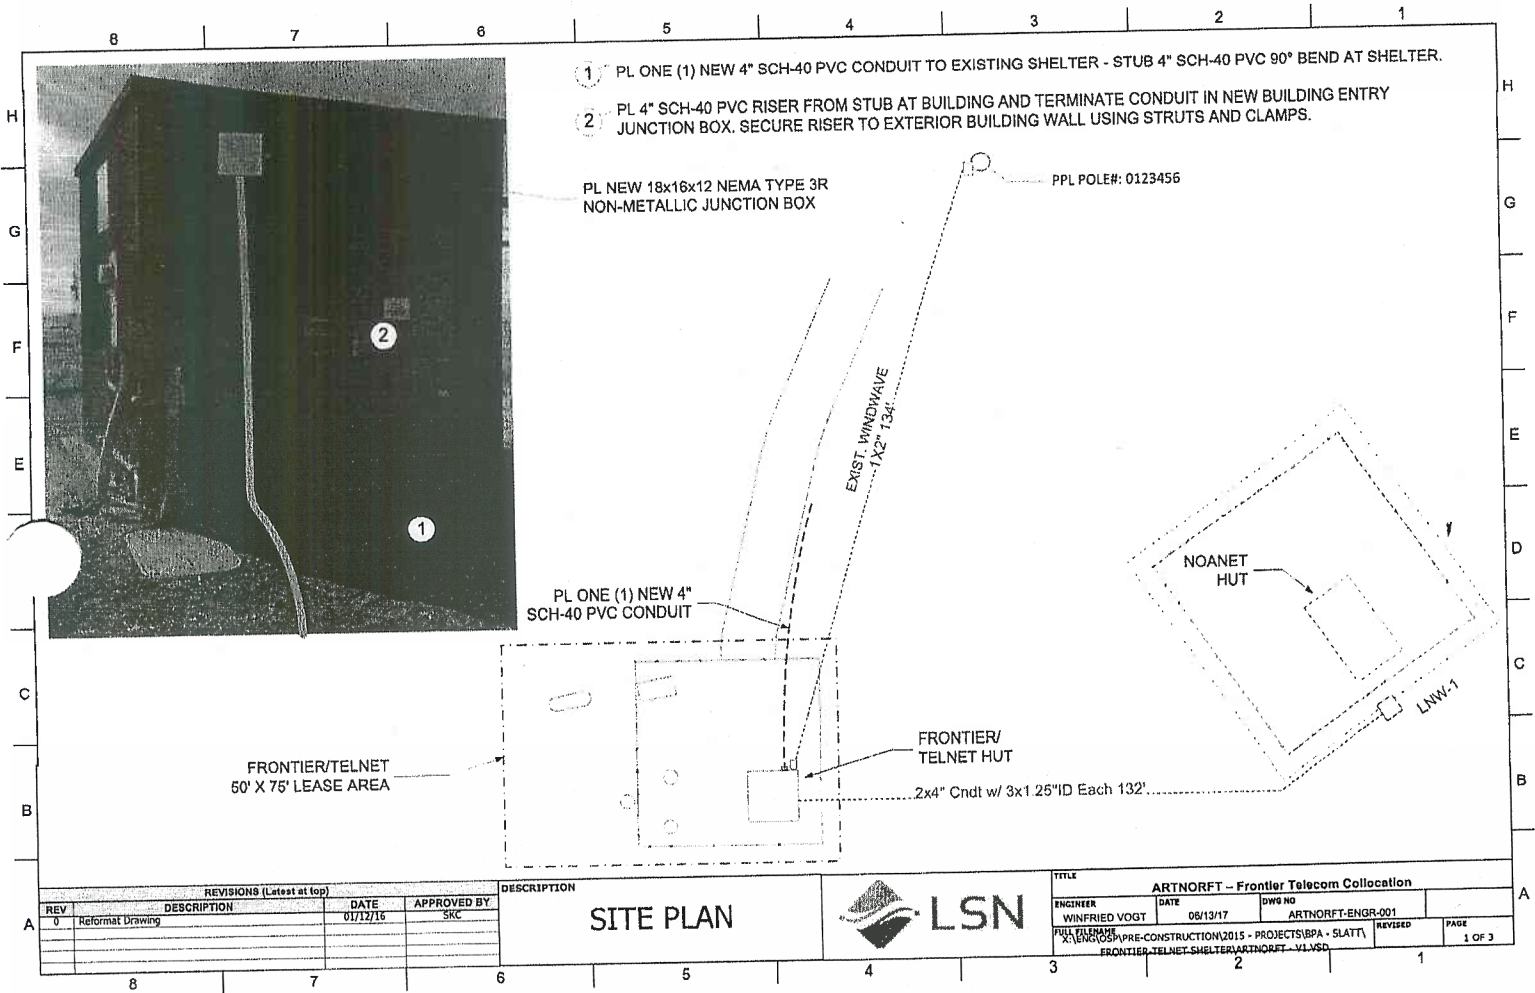 8 7 6 5 4 3 2 1
H
G
F
E
D
C
B
A
1 PL ONE (1) NEW 4" SCH-40 PVC CONDUIT TO EXISTING SHELTER - STUB 4" SCH-40 PVC 90° BEND AT SHELTER.
2 PL 4" SCH-40 PVC RISER FROM STUB AT BUILDING AND TERMINATE CONDUIT IN NEW BUILDING ENTRY
JUNCTION BOX. SECURE RISER TO EXTERIOR BUILDING WALL USING STRUTS AND CLAMPS.
PL NEW 18x16x12 NEMA TYPE 3R
NON-METALLIC JUNCTION BOX
PPL POLE#: 0123456
2
1
EXIST. WINDWAVE
1X2" 134'
NOANET
HUT
LNW-1
PL ONE (1) NEW 4"
SCH-40 PVC CONDUIT
FRONTIER/
TELNET HUT
FRONTIER/TELNET
50' X 75' LEASE AREA
2x4" Cndt w/ 3x1.25"ID Each 132'
H
G
F
E
D
C
B
A
REVISIONS (Latest at top)
REV DESCRIPTION DATE APPROVED BY
0 Reformat Drawing 01/12/16 SKC
DESCRIPTION
SITE PLAN
LSN
TITLE
ARTNORFT – Frontier Telecom Collocation
ENGINEER DATE DWG NO
WINFRIED VOGT 06/13/17 ARTNORFT-ENGR-001
FULL FILENAME REVISED PAGE
X:\ENG\OSP\PRE-CONSTRUCTION\2015 - PROJECTS\BPA - SLATT\
FRONTIER-TELNET-SHELTER\ARTNORFT - V1.VSD
1 OF 3
8 7 6 5 4 3 2 1